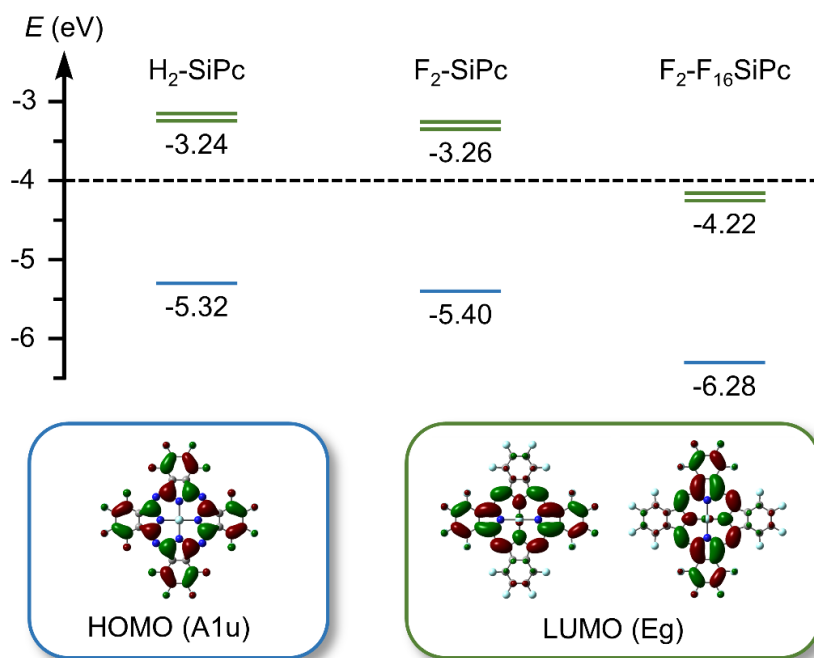 E (eV)
H₂-SiPc F₂-SiPc F₂-F₁₆SiPc
-3
-3.24 -3.26
-4
-4.22
-5
-5.32 -5.40
-6
-6.28
HOMO (A1u) LUMO (Eg)